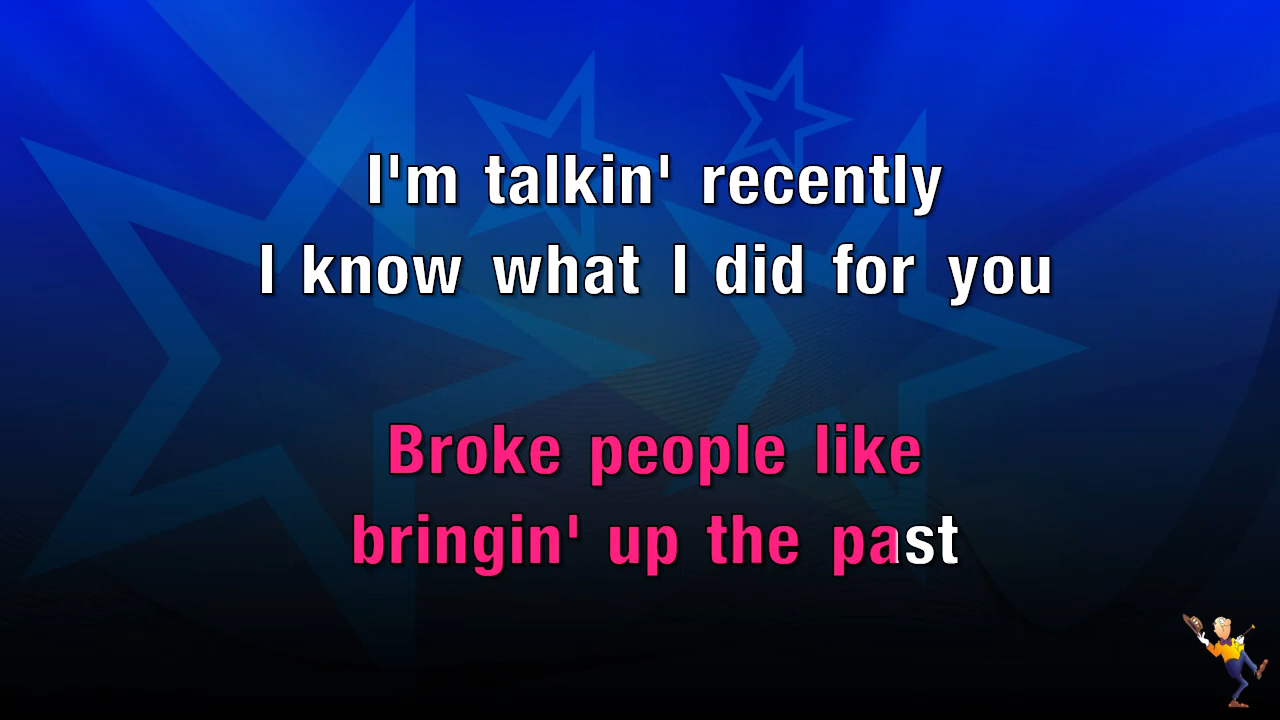 I'm talkin' recently
I know what I did for you
Broke people like
bringin' up the past